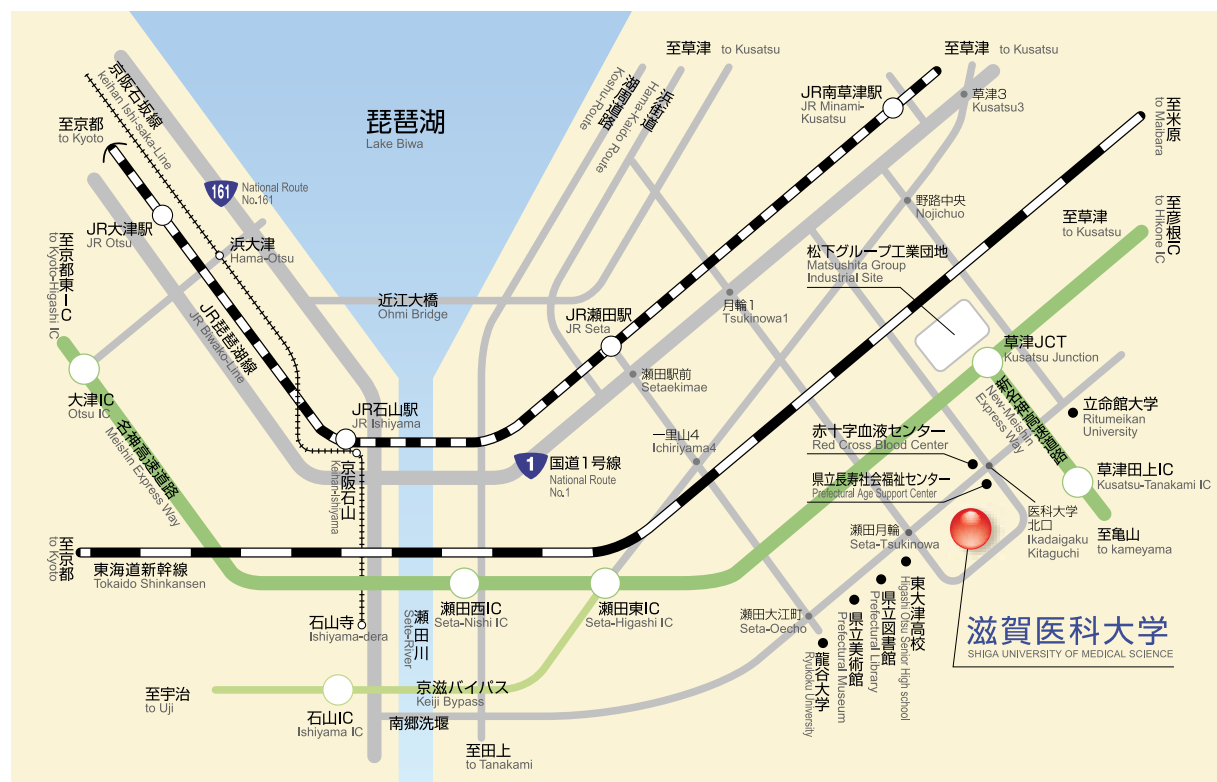 至草津 to Kusatsu
至草津 to Kusatsu
京阪石坂線
keihan Ishi-saka-Line
湖周道路
Koshu-Route
浜街道
Hama-Kaido Route
JR南草津駅
JR Minami-
Kusatsu
草津3
Kusatsu3
至米原
to Maibara
至京都
to Kyoto
琵琶湖
Lake Biwa
161
National Route
No.161
至彦根IC
to Hikone IC
野路中央
Nojichuo
至草津
to Kusatsu
JR大津駅
JR Otsu
浜大津
Hama-Otsu
至京都東IC
to Kyoto-Higashi IC
松下グループ工業団地
Matsushita Group
Industrial Site
近江大橋
Ohmi Bridge
月輪1
Tsukinowa1
JR瀬田駅
JR Seta
JR琵琶湖線
JR Biwako-Line
草津JCT
Kusatsu Junction
瀬田駅前
Setaekimae
新名神高速道路
New-Meishin
Express Way
大津IC
Otsu IC
JR石山駅
JR Ishiyama
立命館大学
Ritumeikan
University
名神高速道路
Meishin Express Way
一里山4
Ichiriyama4
赤十字血液センター
Red Cross Blood Center
京阪石山
Keihan-Ishiyama
1
国道1号線
National Route
No.1
県立長寿社会福祉センター
Prefectural Age Support Center
草津田上IC
Kusatsu-Tanakami IC
医科大学
北口
Ikadaigaku
Kitaguchi
瀬田月輪
Seta-Tsukinowa
至亀山
to kameyama
至京都
to Kyoto
東海道新幹線
Tokaido Shinkansen
東大津高校
Higashi Otsu Senior High school
県立図書館
Prefectural Library
県立美術館
Prefectural Museum
瀬田西IC
Seta-Nishi IC
瀬田東IC
Seta-Higashi IC
瀬田大江町
Seta-Oecho
石山寺
Ishiyama-dera
瀬田川
Sete-River
龍谷大学
Ryukoku University
滋賀医科大学
SHIGA UNIVERSITY OF MEDICAL SCIENCE
至宇治
to Uji
京滋バイパス
Keiji Bypass
石山IC
Ishiyama IC
南郷洗堰
至田上
to Tanakami